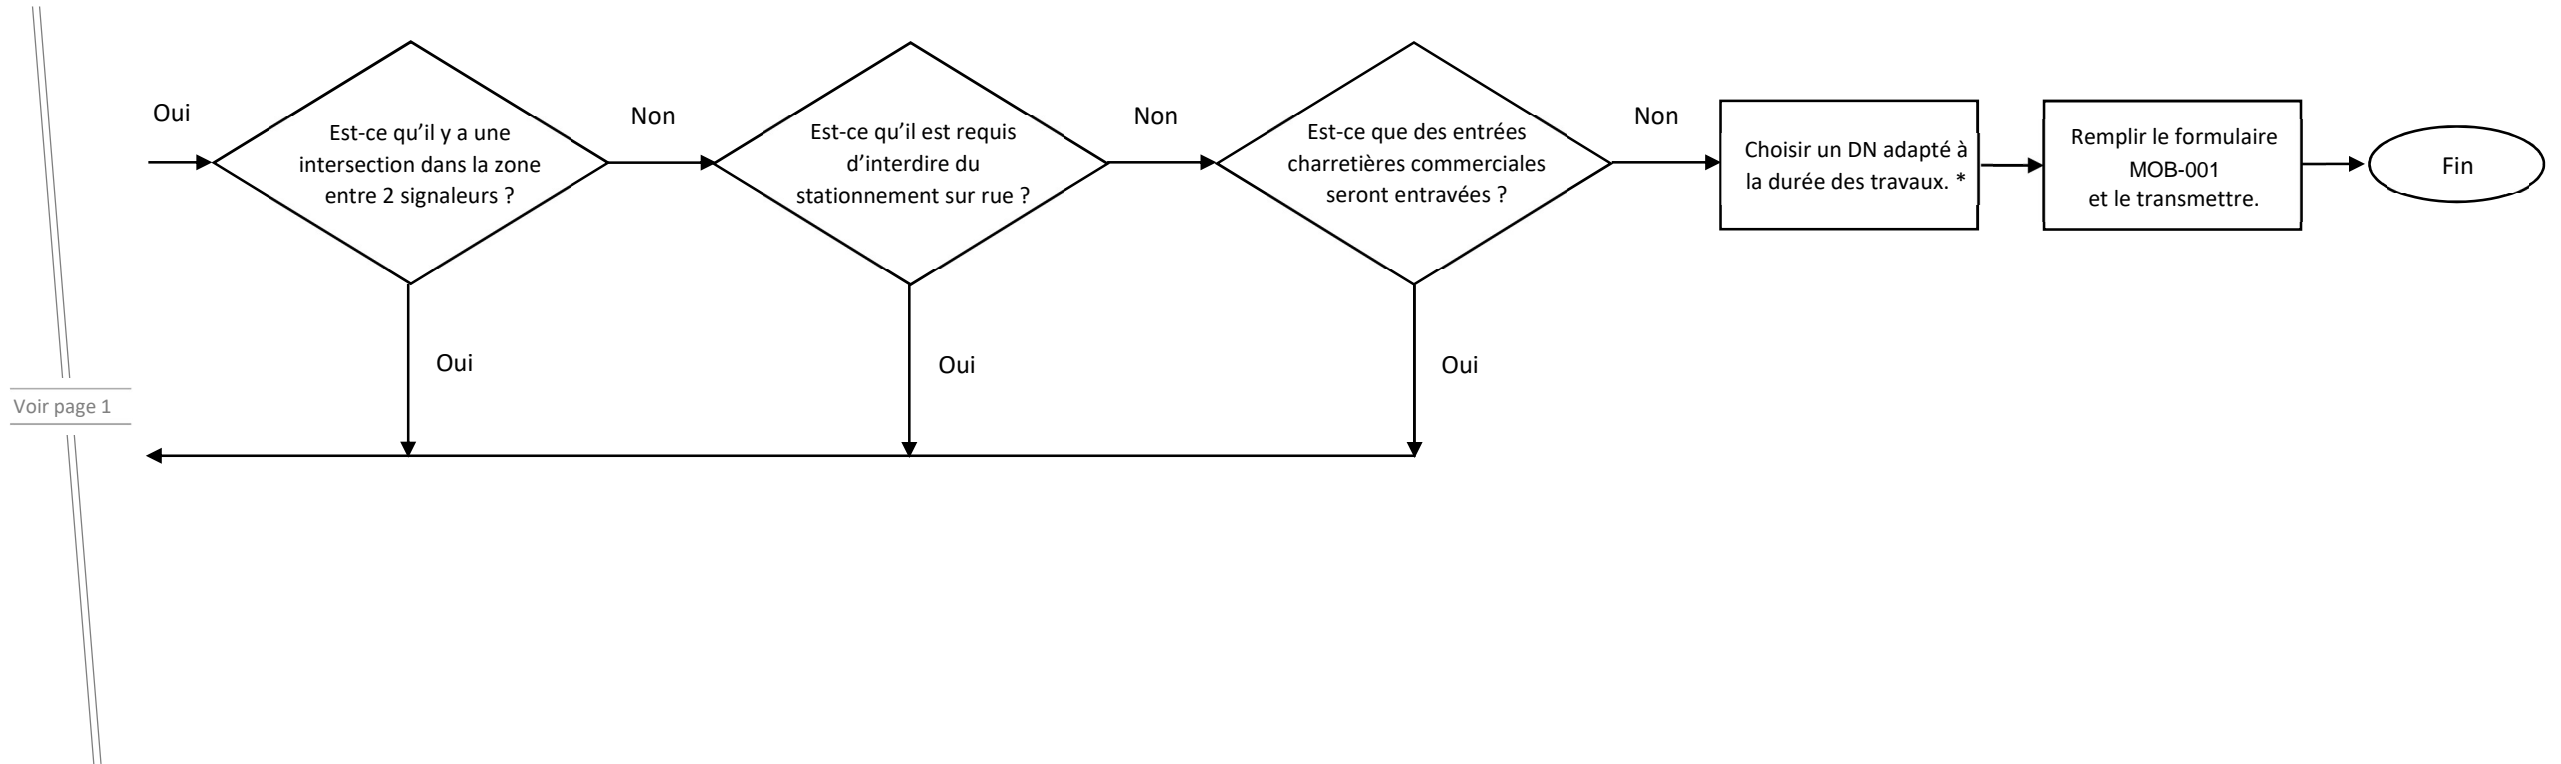 Oui
Est-ce qu’il y a une
intersection dans la zone
entre 2 signaleurs ?
Non
Est-ce qu’il est requis
d’interdire du
stationnement sur rue ?
Non
Est-ce que des entrées
charretières commerciales
seront entravées ?
Non
Choisir un DN adapté à
la durée des travaux. *
Remplir le formulaire
MOB-001
et le transmettre.
Fin
Oui
Oui
Oui
Voir page 1